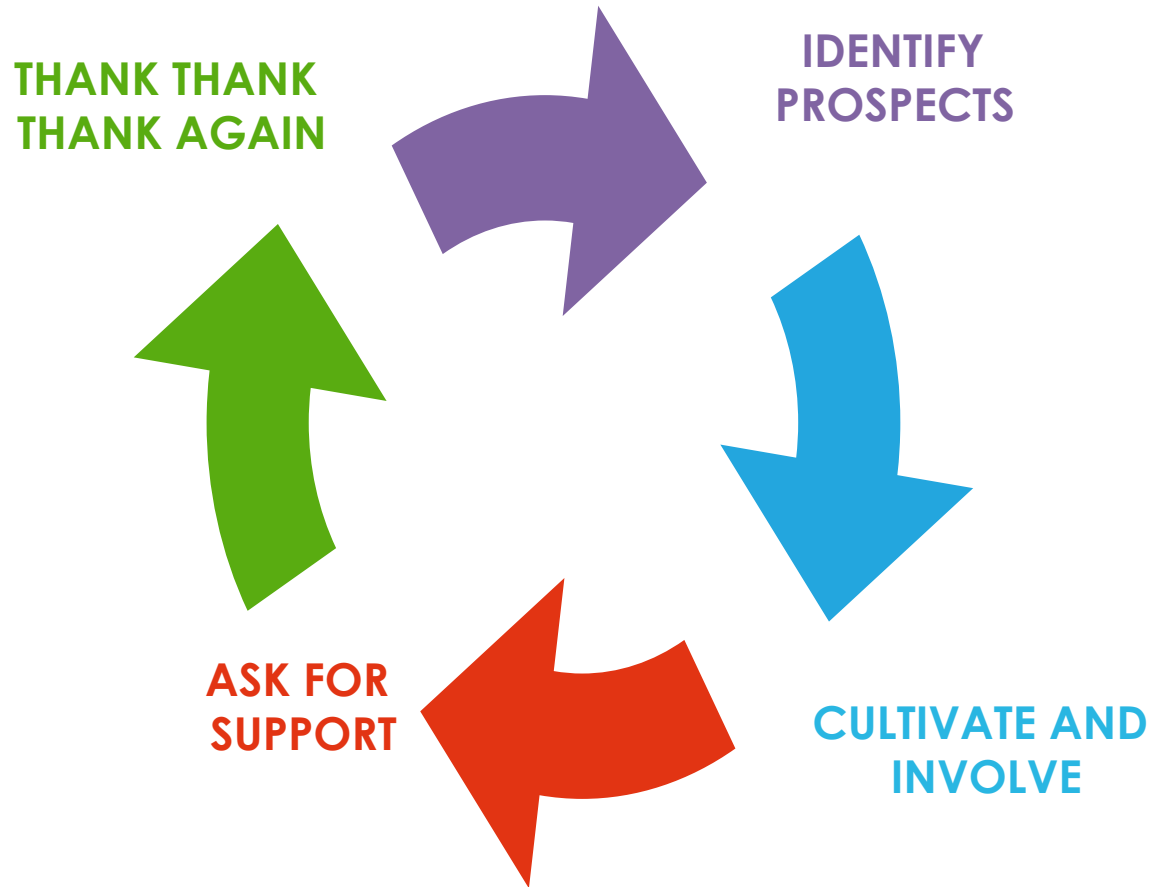 THANK THANK
THANK AGAIN
IDENTIFY
PROSPECTS
ASK FOR
SUPPORT
CULTIVATE AND
INVOLVE